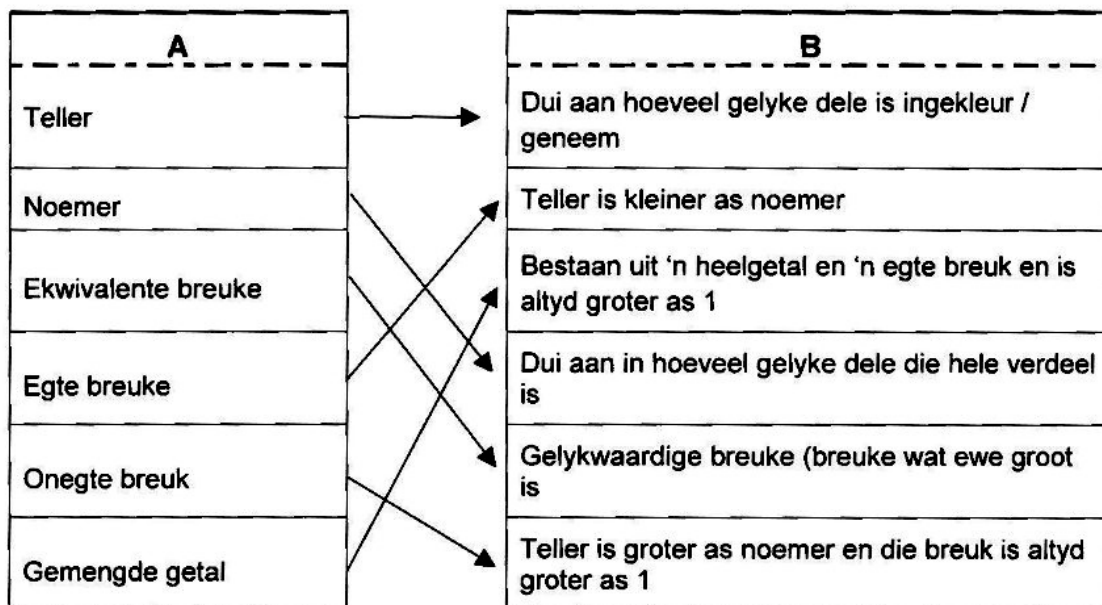 A
Teller
Noemer
Ekwivalente breuke
Egte breuke
Onegte breuk
Gemengde getal
B
Dui aan hoeveel gelyke dele is ingekleur /
geneem
Teller is kleiner as noemer
Bestaan uit ‘n heelgetal en ‘n egte breuk en is
altyd groter as 1
Dui aan in hoeveel gelyke dele die hele verdeel
is
Gelykwaardige breuke (breuke wat ewe groot
is
Teller is groter as noemer en die breuk is altyd
groter as 1